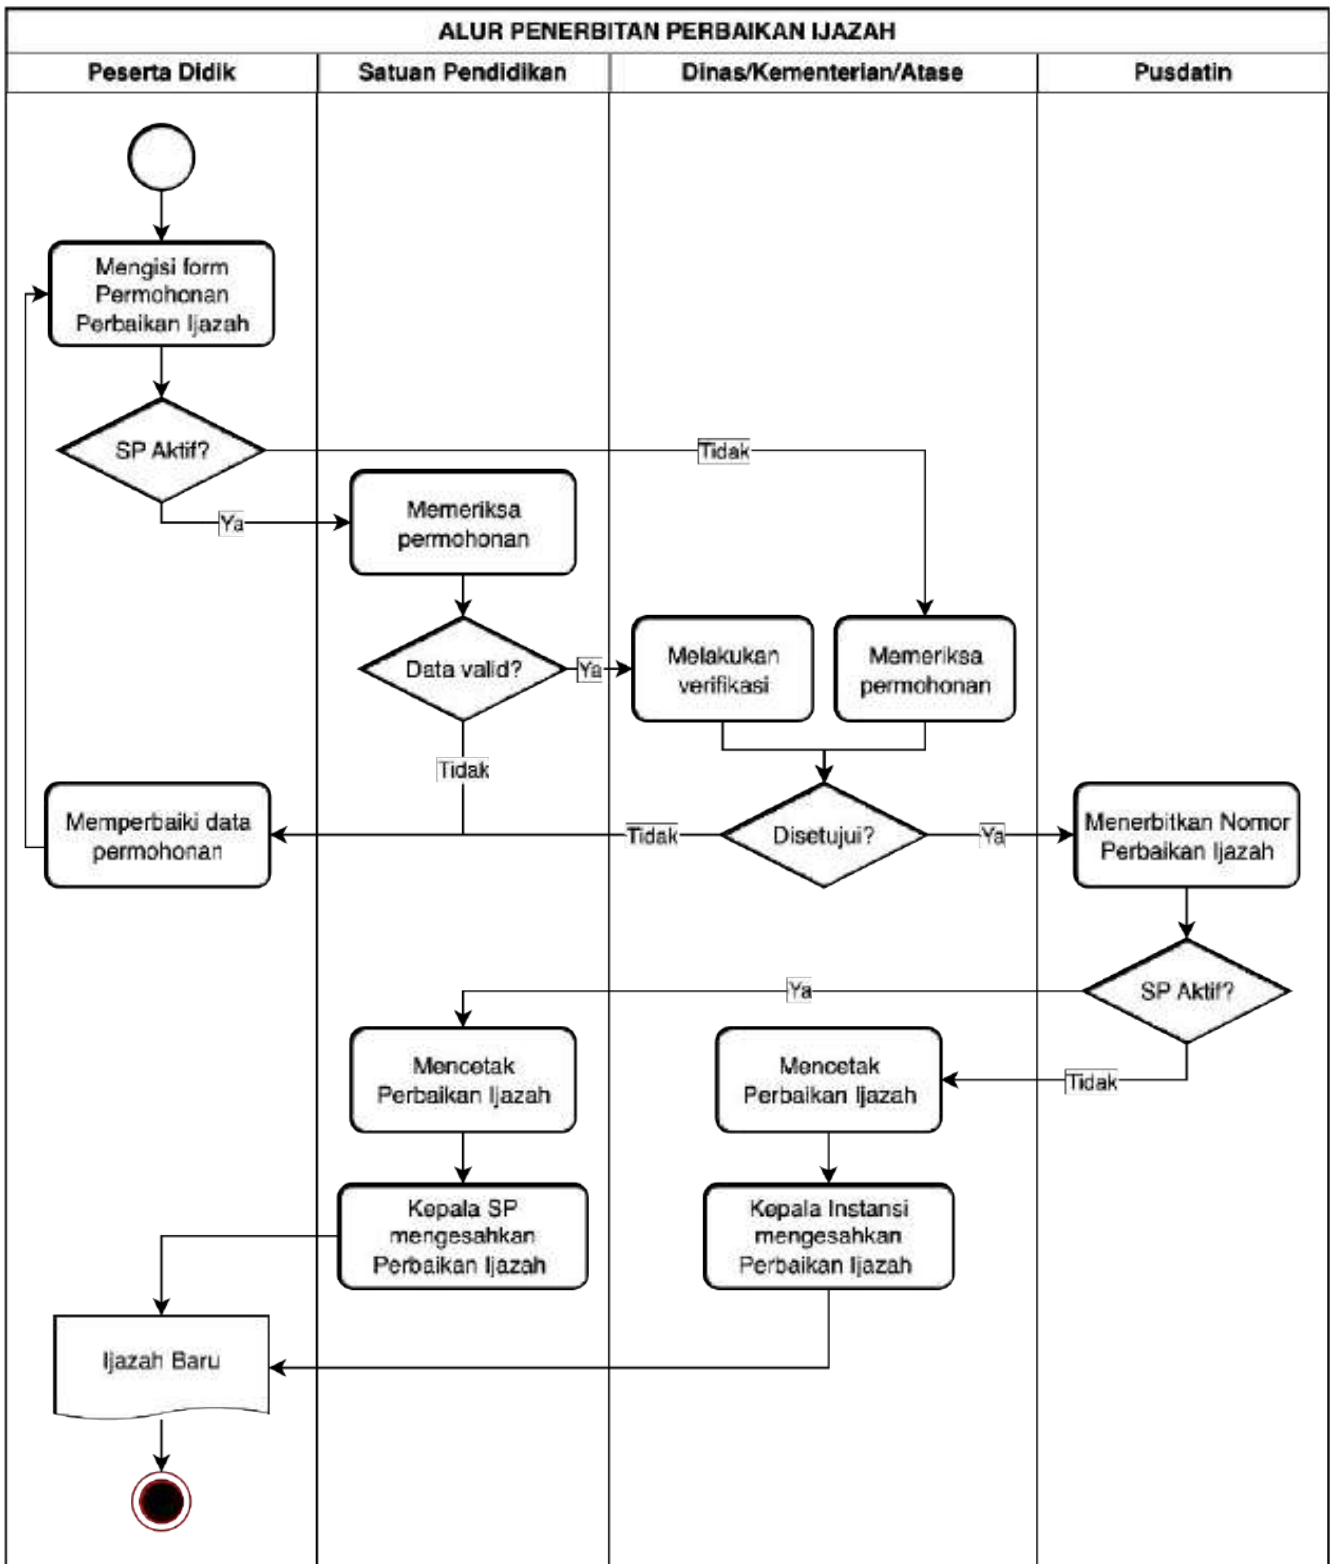 ALUR PENERBITAN PERBAIKAN IJAZAH
Peserta Didik
Satuan Pendidikan
Dinas/Kementerian/Atase
Pusdatin
Mengisi form
Permohonan
Perbaikan Ijazah
SP Aktif?
Tidak
Ya
Memeriksa
permohonan
Data valid?
Ya
Melakukan
verifikasi
Memeriksa
permohonan
Tidak
Memperbaiki data
permohonan
Tidak
Disetujui?
Ya
Menerbitkan Nomor
Perbaikan Ijazah
SP Aktif?
Ya
Tidak
Mencetak
Perbaikan Ijazah
Mencetak
Perbaikan Ijazah
Kepala SP
mengesahkan
Perbaikan Ijazah
Kepala Instansi
mengesahkan
Perbaikan Ijazah
Ijazah Baru